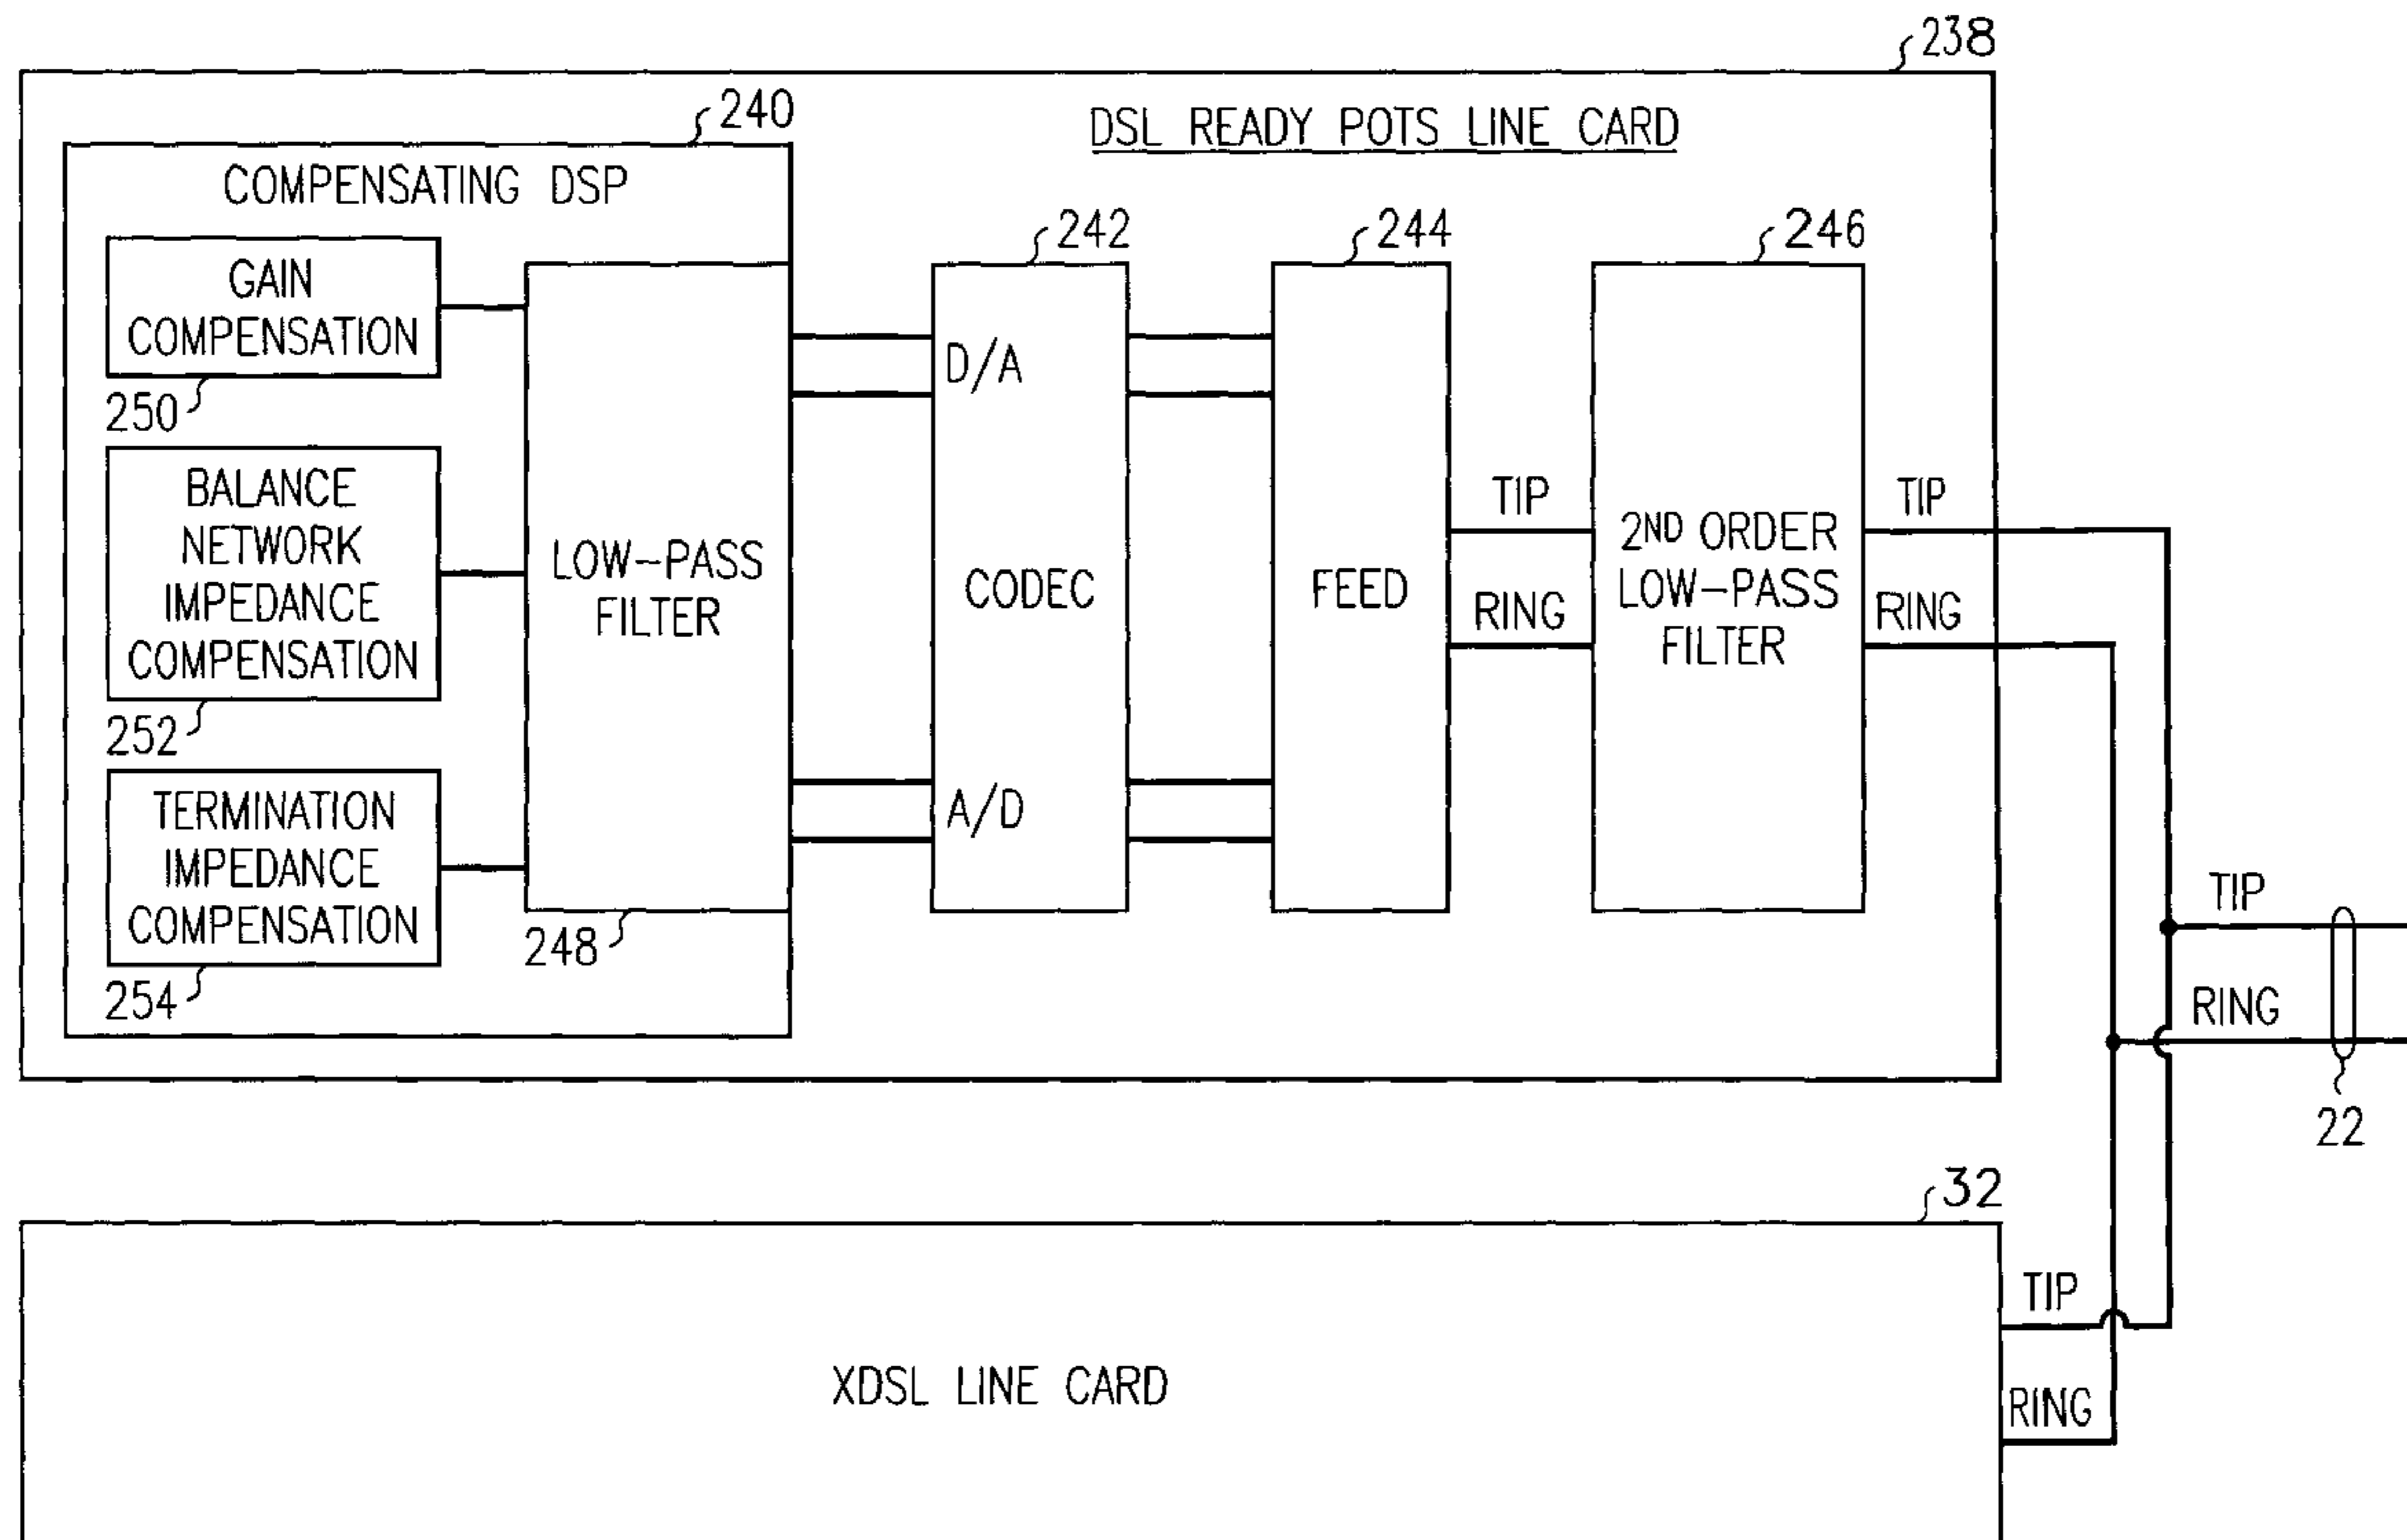 238
240
DSL READY POTS LINE CARD
COMPENSATING DSP
242
244
246
GAIN
COMPENSATION
250
BALANCE
NETWORK
IMPEDANCE
COMPENSATION
252
TERMINATION
IMPEDANCE
COMPENSATION
254
LOW-PASS
FILTER
248
D/A
CODEC
A/D
FEED
TIP
RING
2ND ORDER
LOW-PASS
FILTER
TIP
RING
TIP
RING
22
32
XDSL LINE CARD
TIP
RING